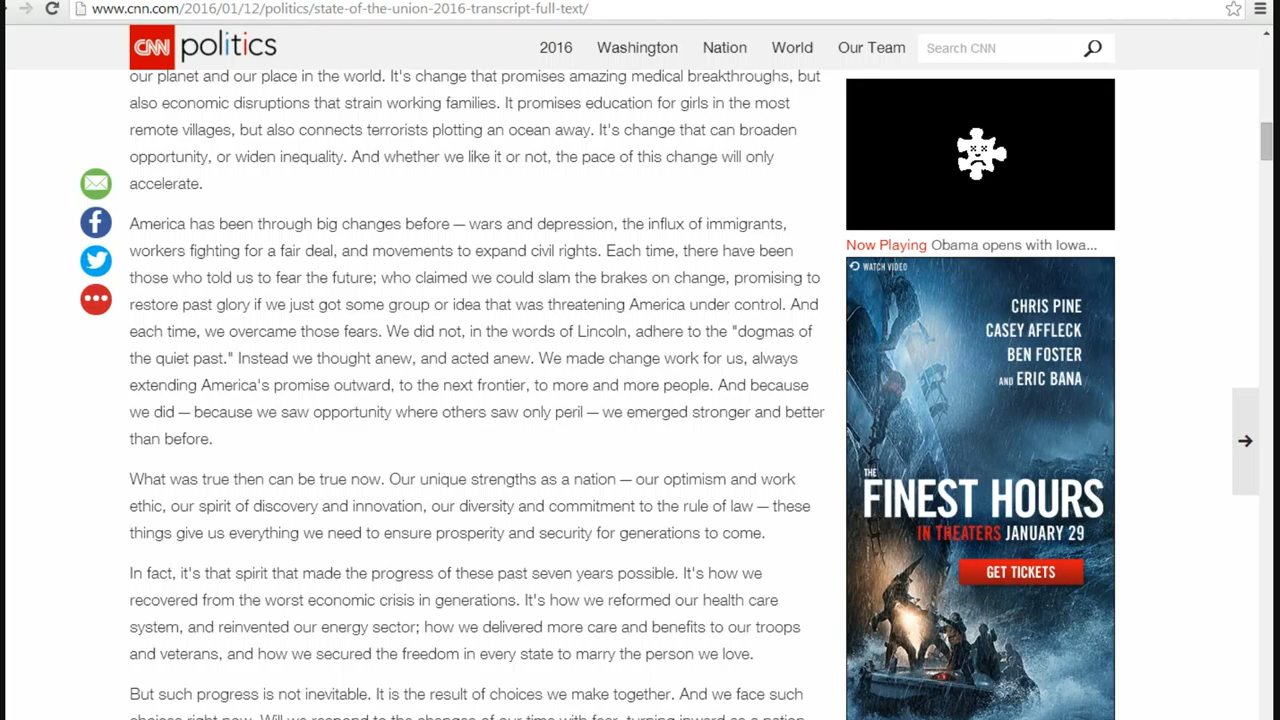 www.cnn.com/2016/01/12/politics/state-of-the-union-2016-transcript-full-text/
CNN politics
2016 Washington Nation World Our Team Search CNN
our planet and our place in the world. It's change that promises amazing medical breakthroughs, but
also economic disruptions that strain working families. It promises education for girls in the most
remote villages, but also connects terrorists plotting an ocean away. It's change that can broaden
opportunity, or widen inequality. And whether we like it or not, the pace of this change will only
accelerate.
America has been through big changes before — wars and depression, the influx of immigrants,
workers fighting for a fair deal, and movements to expand civil rights. Each time, there have been
those who told us to fear the future; who claimed we could slam the brakes on change, promising to
restore past glory if we just got some group or idea that was threatening America under control. And
each time, we overcame those fears. We did not, in the words of Lincoln, adhere to the "dogmas of
the quiet past." Instead we thought anew, and acted anew. We made change work for us, always
extending America's promise outward, to the next frontier, to more and more people. And because
we did — because we saw opportunity where others saw only peril — we emerged stronger and better
than before.
What was true then can be true now. Our unique strengths as a nation — our optimism and work
ethic, our spirit of discovery and innovation, our diversity and commitment to the rule of law — these
things give us everything we need to ensure prosperity and security for generations to come.
In fact, it's that spirit that made the progress of these past seven years possible. It's how we
recovered from the worst economic crisis in generations. It's how we reformed our health care
system, and reinvented our energy sector; how we delivered more care and benefits to our troops
and veterans, and how we secured the freedom in every state to marry the person we love.
But such progress is not inevitable. It is the result of choices we make together. And we face such
choices right now. Will we respond to the changes of our time with fear, turning inward as a nation,
Now Playing Obama opens with Iowa...
WATCH VIDEO
CHRIS PINE
CASEY AFFLECK
BEN FOSTER
AND ERIC BANA
THE
FINEST HOURS
IN THEATERS JANUARY 29
GET TICKETS